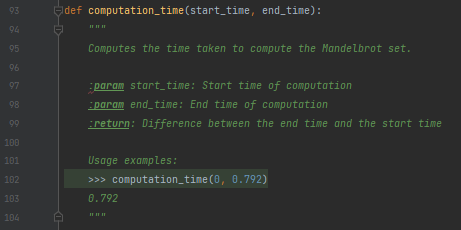 93 def computation_time(start_time, end_time):
94 """
95 Computes the time taken to compute the Mandelbrot set.
96
97 :param start_time: Start time of computation
98 :param end_time: End time of computation
99 :return: Difference between the end time and the start time
100
101 Usage examples:
102 >>> computation_time(0, 0.792)
103 0.792
104 """